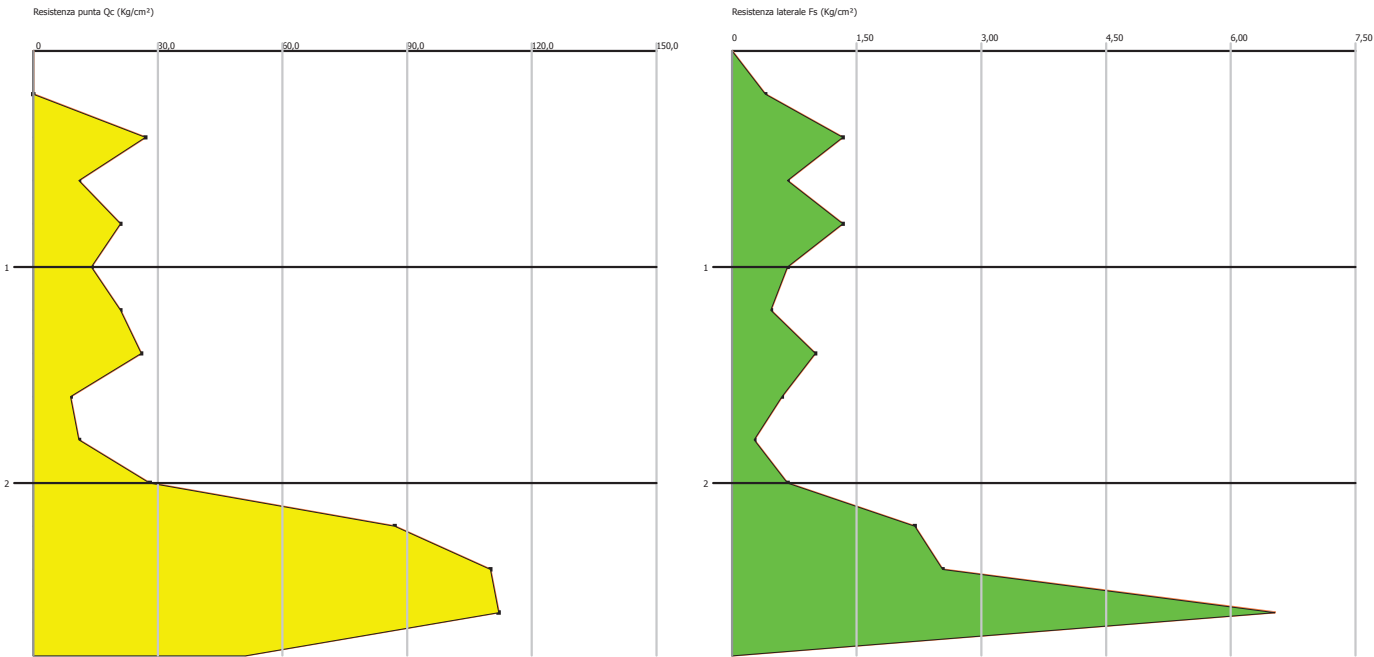 Resistenza punta Qc (Kg/cm²)
0 30,0 60,0 90,0 120,0 150,0
1
2
Resistenza laterale Fs (Kg/cm²)
0 1,50 3,00 4,50 6,00 7,50
1
2